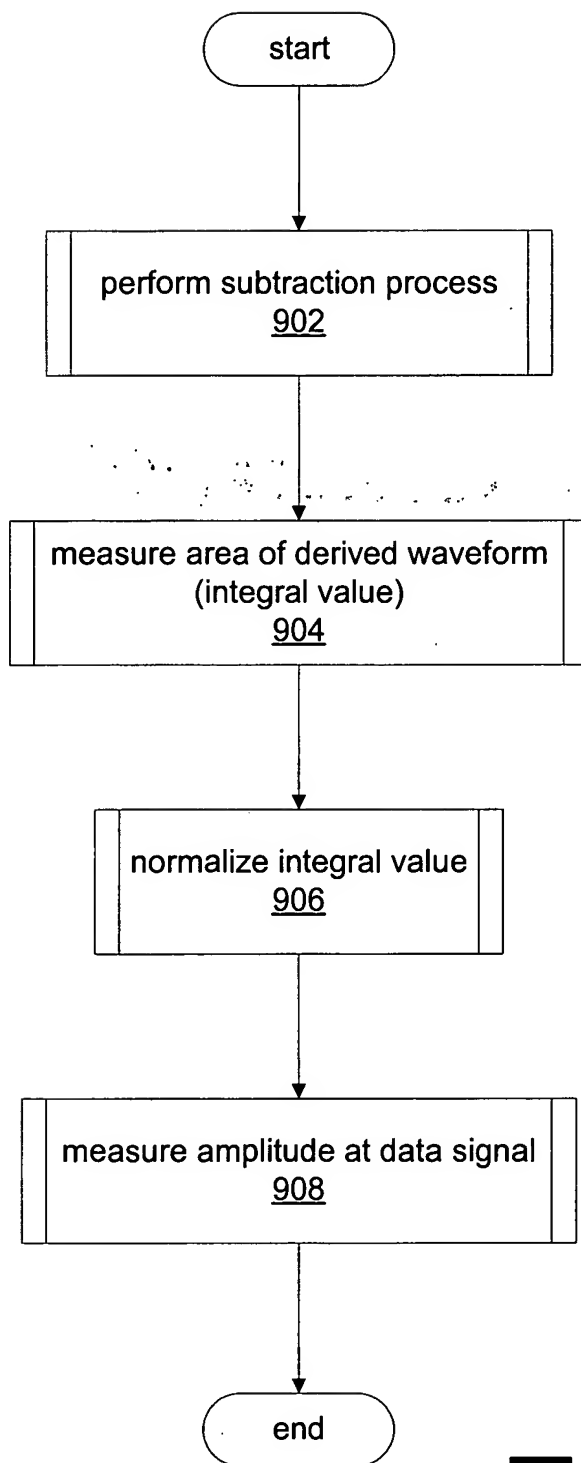 start
perform subtraction process
902
measure area of derived waveform
(integral value)
904
normalize integral value
906
measure amplitude at data signal
908
end